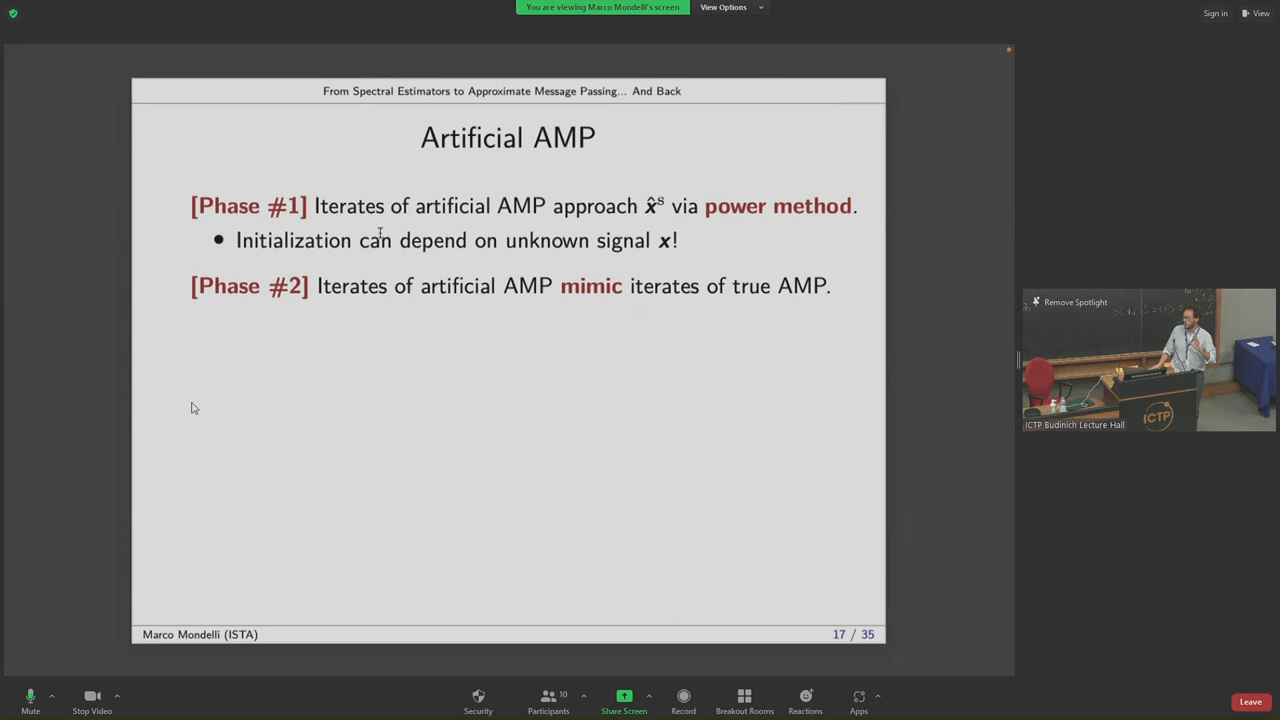 You are viewing Marco Mondelli's screen
View Options
Sign in
View
From Spectral Estimators to Approximate Message Passing... And Back
Artificial AMP
[Phase #1] Iterates of artificial AMP approach x̂ˢ via power method.
• Initialization can depend on unknown signal x!
[Phase #2] Iterates of artificial AMP mimic iterates of true AMP.
Marco Mondelli (ISTA)
17 / 35
Remove Spotlight
ICTP
ICTP Budinich Lecture Hall
Mute
Stop Video
Security
Participants
10
Share Screen
Record
Breakout Rooms
Reactions
Apps
Leave